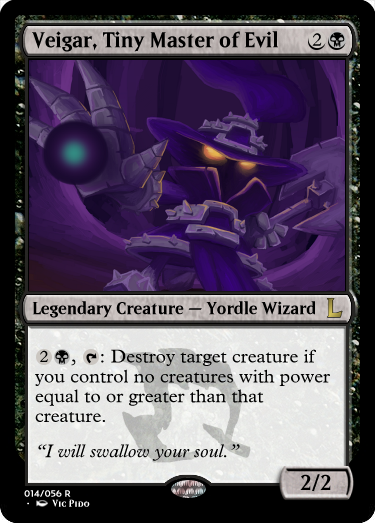 Veigar, Tiny Master of Evil 2
Legendary Creature — Yordle Wizard L
2, : Destroy target creature if
you control no creatures with power
equal to or greater than that
creature.
“I will swallow your soul.”
2/2
014/056 R
· Vic Pido